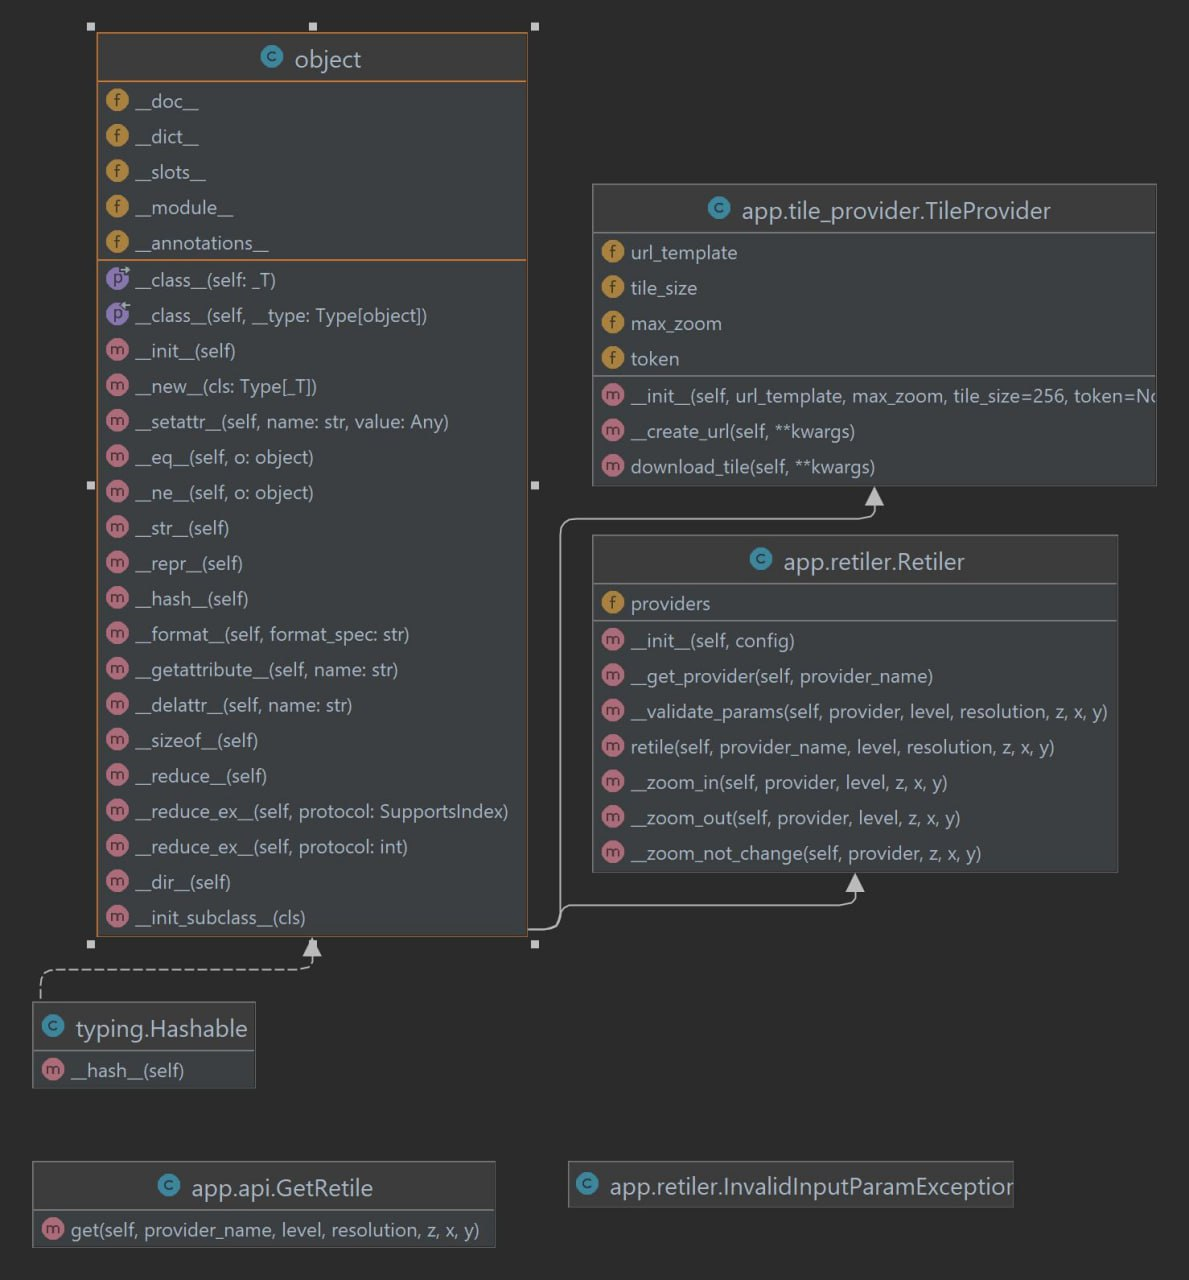 object
__doc__
__dict__
__slots__
__module__
__annotations__
__class__(self: _T)
__class__(self, __type: Type[object])
__init__(self)
__new__(cls: Type[_T])
__setattr__(self, name: str, value: Any)
__eq__(self, o: object)
__ne__(self, o: object)
__str__(self)
__repr__(self)
__hash__(self)
__format__(self, format_spec: str)
__getattribute__(self, name: str)
__delattr__(self, name: str)
__sizeof__(self)
__reduce__(self)
__reduce_ex__(self, protocol: SupportsIndex)
__reduce_ex__(self, protocol: int)
__dir__(self)
__init_subclass__(cls)
app.tile_provider.TileProvider
url_template
tile_size
max_zoom
token
__init__(self, url_template, max_zoom, tile_size=256, token=No
__create_url(self, **kwargs)
download_tile(self, **kwargs)
app.retiler.Retiler
providers
__init__(self, config)
__get_provider(self, provider_name)
__validate_params(self, provider, level, resolution, z, x, y)
retile(self, provider_name, level, resolution, z, x, y)
__zoom_in(self, provider, level, z, x, y)
__zoom_out(self, provider, level, z, x, y)
__zoom_not_change(self, provider, z, x, y)
typing.Hashable
__hash__(self)
app.api.GetRetile
get(self, provider_name, level, resolution, z, x, y)
app.retiler.InvalidInputParamException